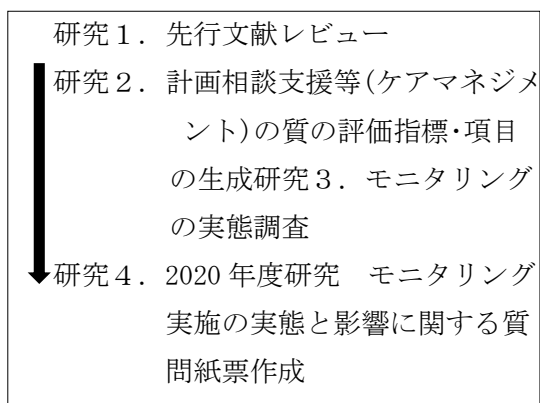 研究１．先行文献レビュー
研究２．計画相談支援等(ケアマネジメ
ント)の質の評価指標・項目
の生成研究３．モニタリング
の実態調査
研究４．2020 年度研究　モニタリング
実施の実態と影響に関する質
問紙票作成